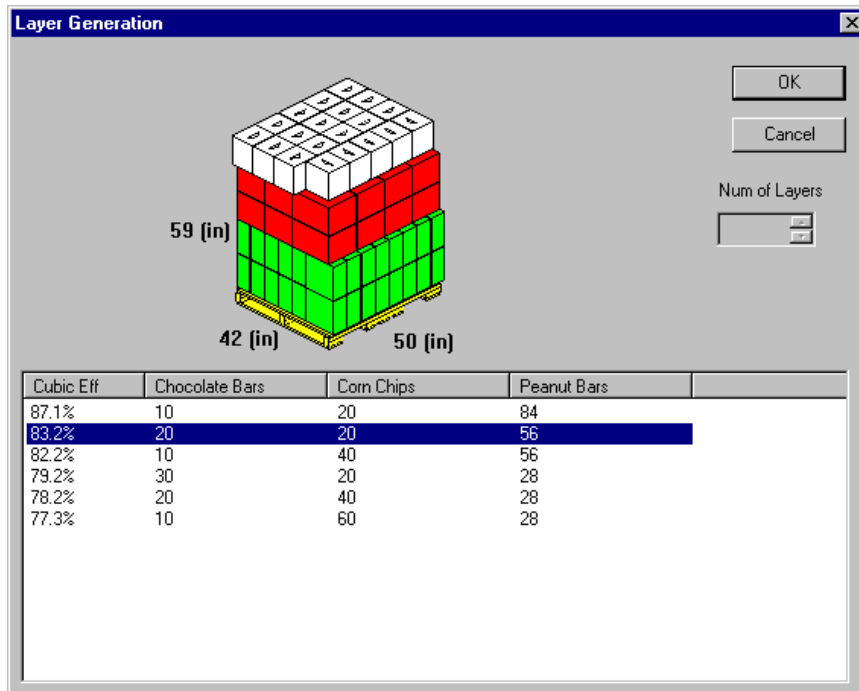 Layer Generation
OK
Cancel
Num of Layers
59 (in)
42 (in)
50 (in)
Cubic Eff Chocolate Bars Corn Chips Peanut Bars
87.1% 10 20 84
83.2% 20 20 56
82.2% 10 40 56
79.2% 30 20 28
78.2% 20 40 28
77.3% 10 60 28